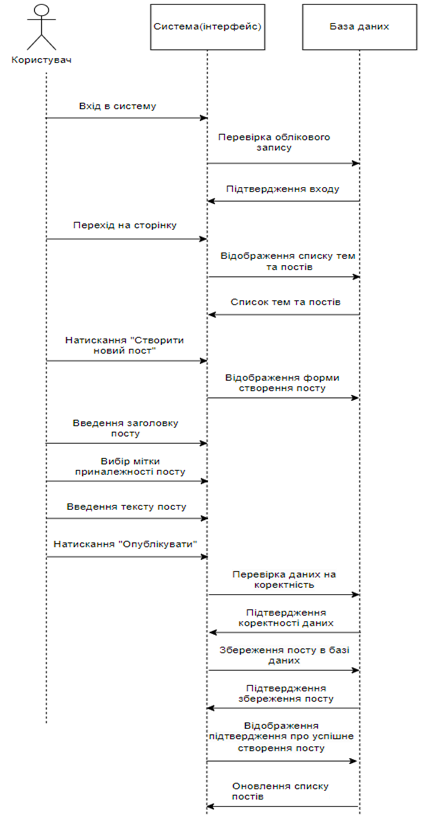 Користувач
Система(інтерфейс)
База даних
Вхід в систему
Перевірка облікового
запису
Підтвердження входу
Перехід на сторінку
Відображення списку тем
та постів
Список тем та постів
Натискання "Створити
новий пост"
Відображення форми
створення посту
Введення заголовку
посту
Вибір мітки
приналежності посту
Введення тексту посту
Натискання "Опублікувати"
Перевірка даних на
коректність
Підтвердження
коректності даних
Збереження посту в базі
даних
Підтвердження
збереження посту
Відображення
підтвердження про успішне
створення посту
Оновлення списку
постів